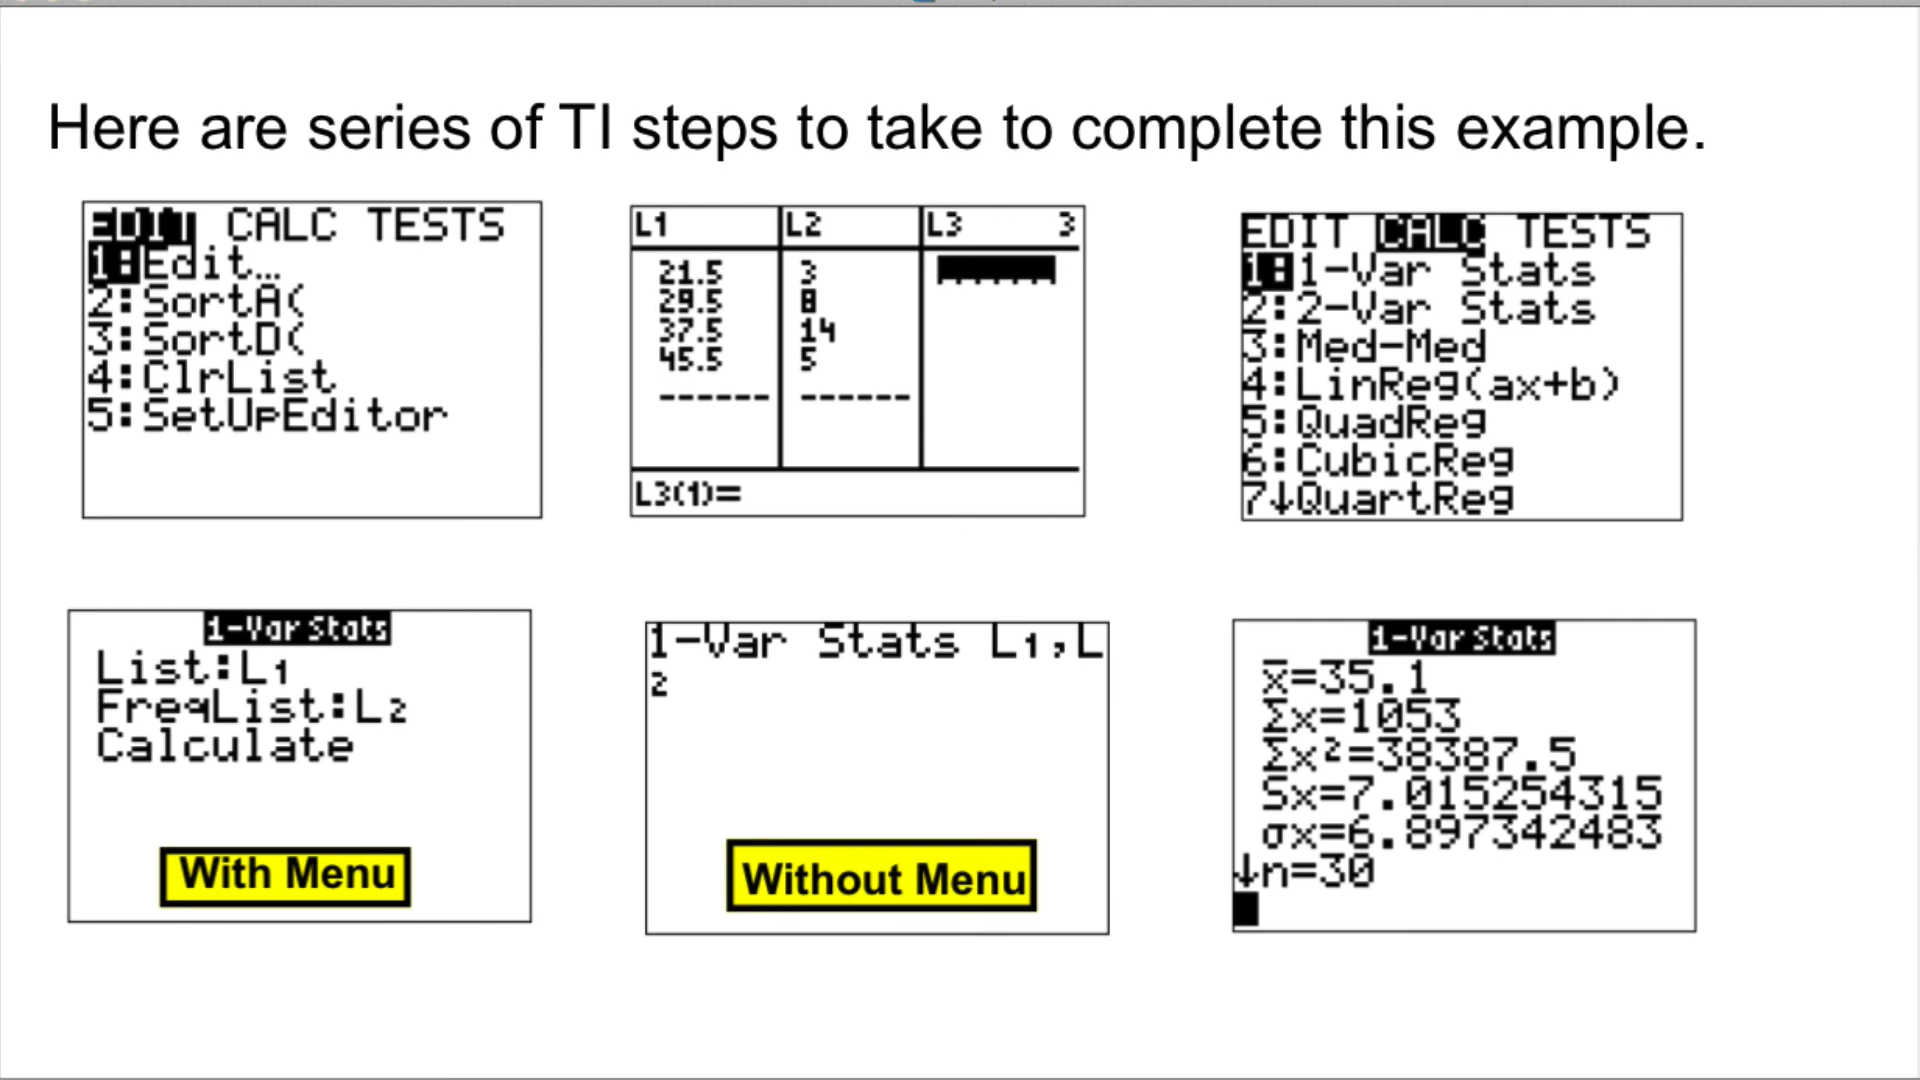 Here are series of TI steps to take to complete this example.
EDIT CALC TESTS
1:Edit…
2:SortA(
3:SortD(
4:ClrList
5:SetUpEditor
L1 L2 L3 3
21.5 3
29.5 8
37.5 14
45.5 5
------ ------
L3(1)=
EDIT CALC TESTS
1:1-Var Stats
2:2-Var Stats
3:Med-Med
4:LinReg(ax+b)
5:QuadReg
6:CubicReg
7↓QuartReg
1-Var Stats
List:L₁
FreqList:L₂
Calculate
With Menu
1-Var Stats L₁,L
₂
Without Menu
1-Var Stats
x̄=35.1
Σx=1053
Σx²=38387.5
Sx=7.015254315
σx=6.897342483
↓n=30